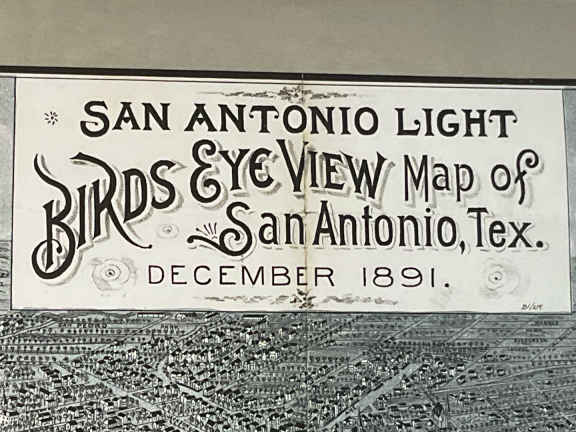 SAN ANTONIO LIGHT
BIRDS EYE VIEW Map of
San Antonio, Tex.
DECEMBER 1891.